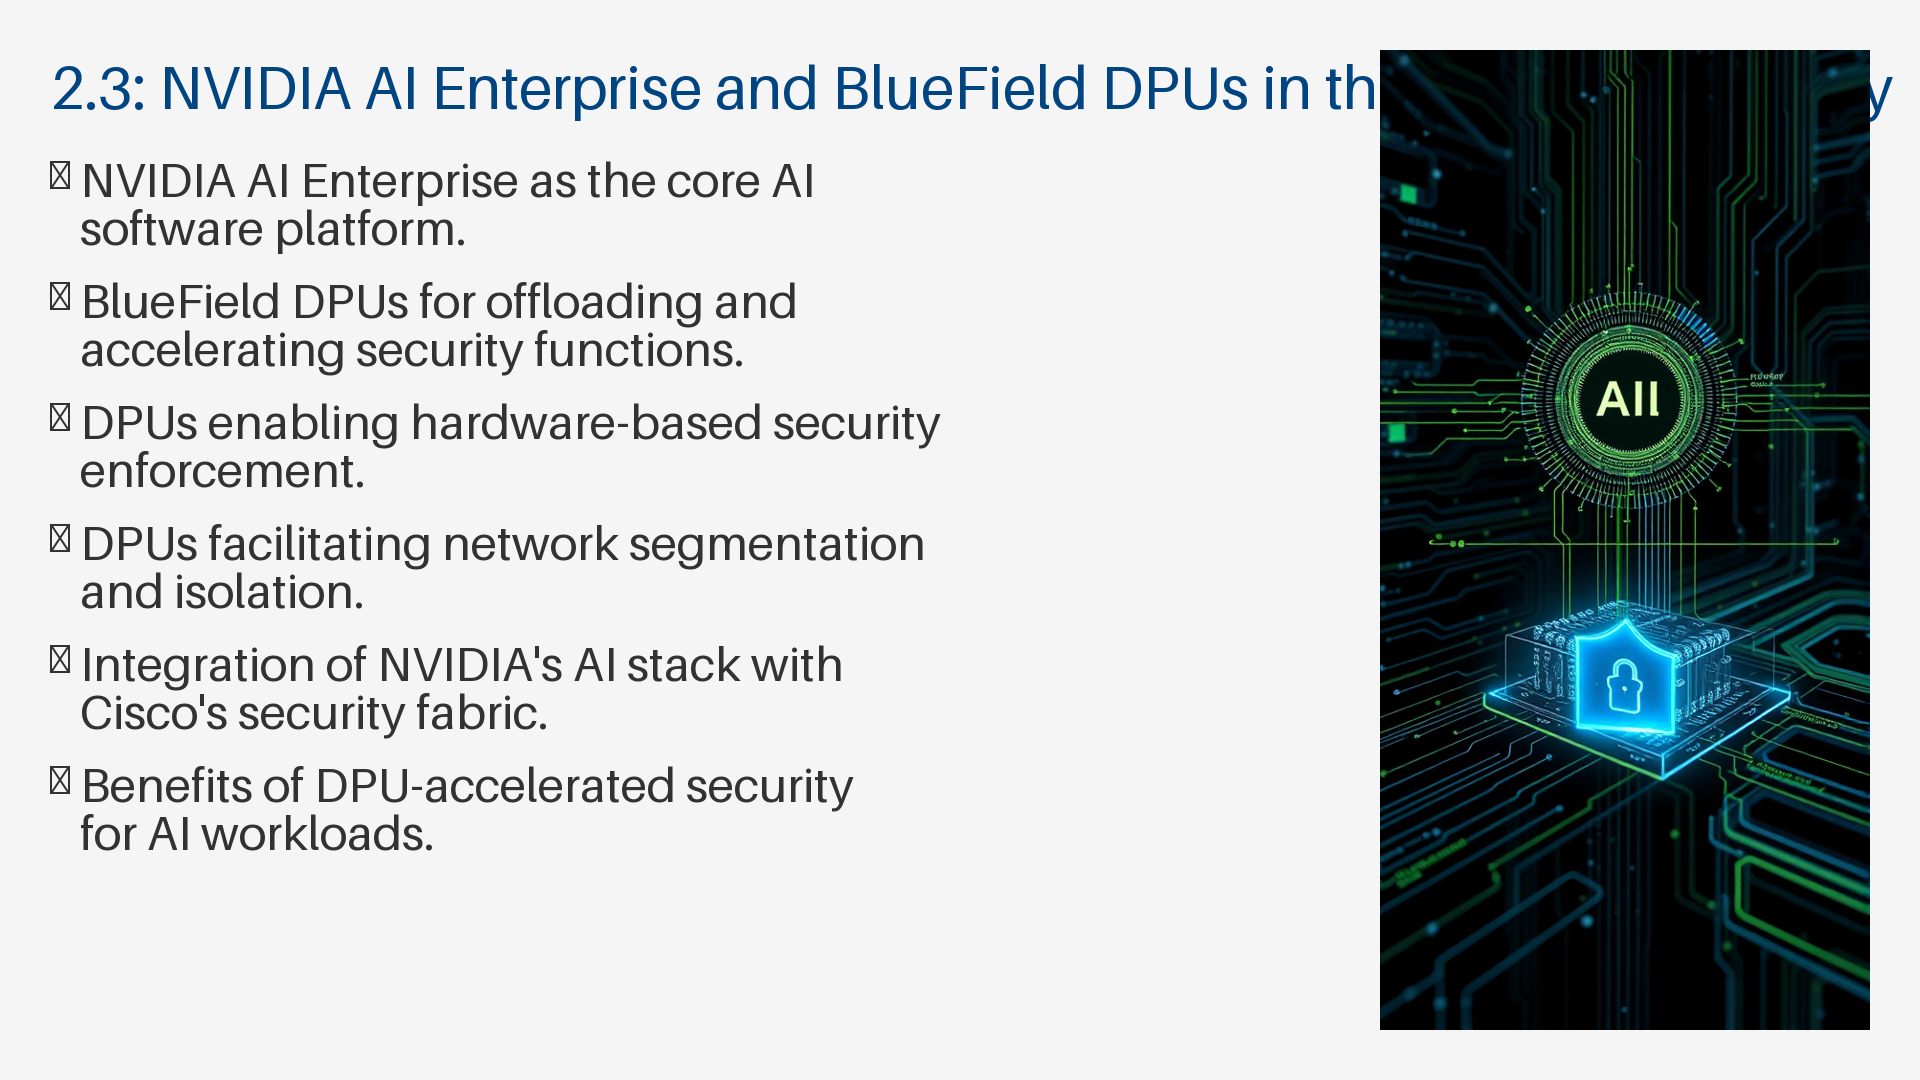 2.3: NVIDIA AI Enterprise and BlueField DPUs in
NVIDIA AI Enterprise as the core AI
software platform.
BlueField DPUs for offloading and
accelerating security functions.
DPUs enabling hardware-based security
enforcement.
DPUs facilitating network segmentation
and isolation.
Integration of NVIDIA's AI stack with
Cisco's security fabric.
Benefits of DPU-accelerated security
for AI workloads.
AII